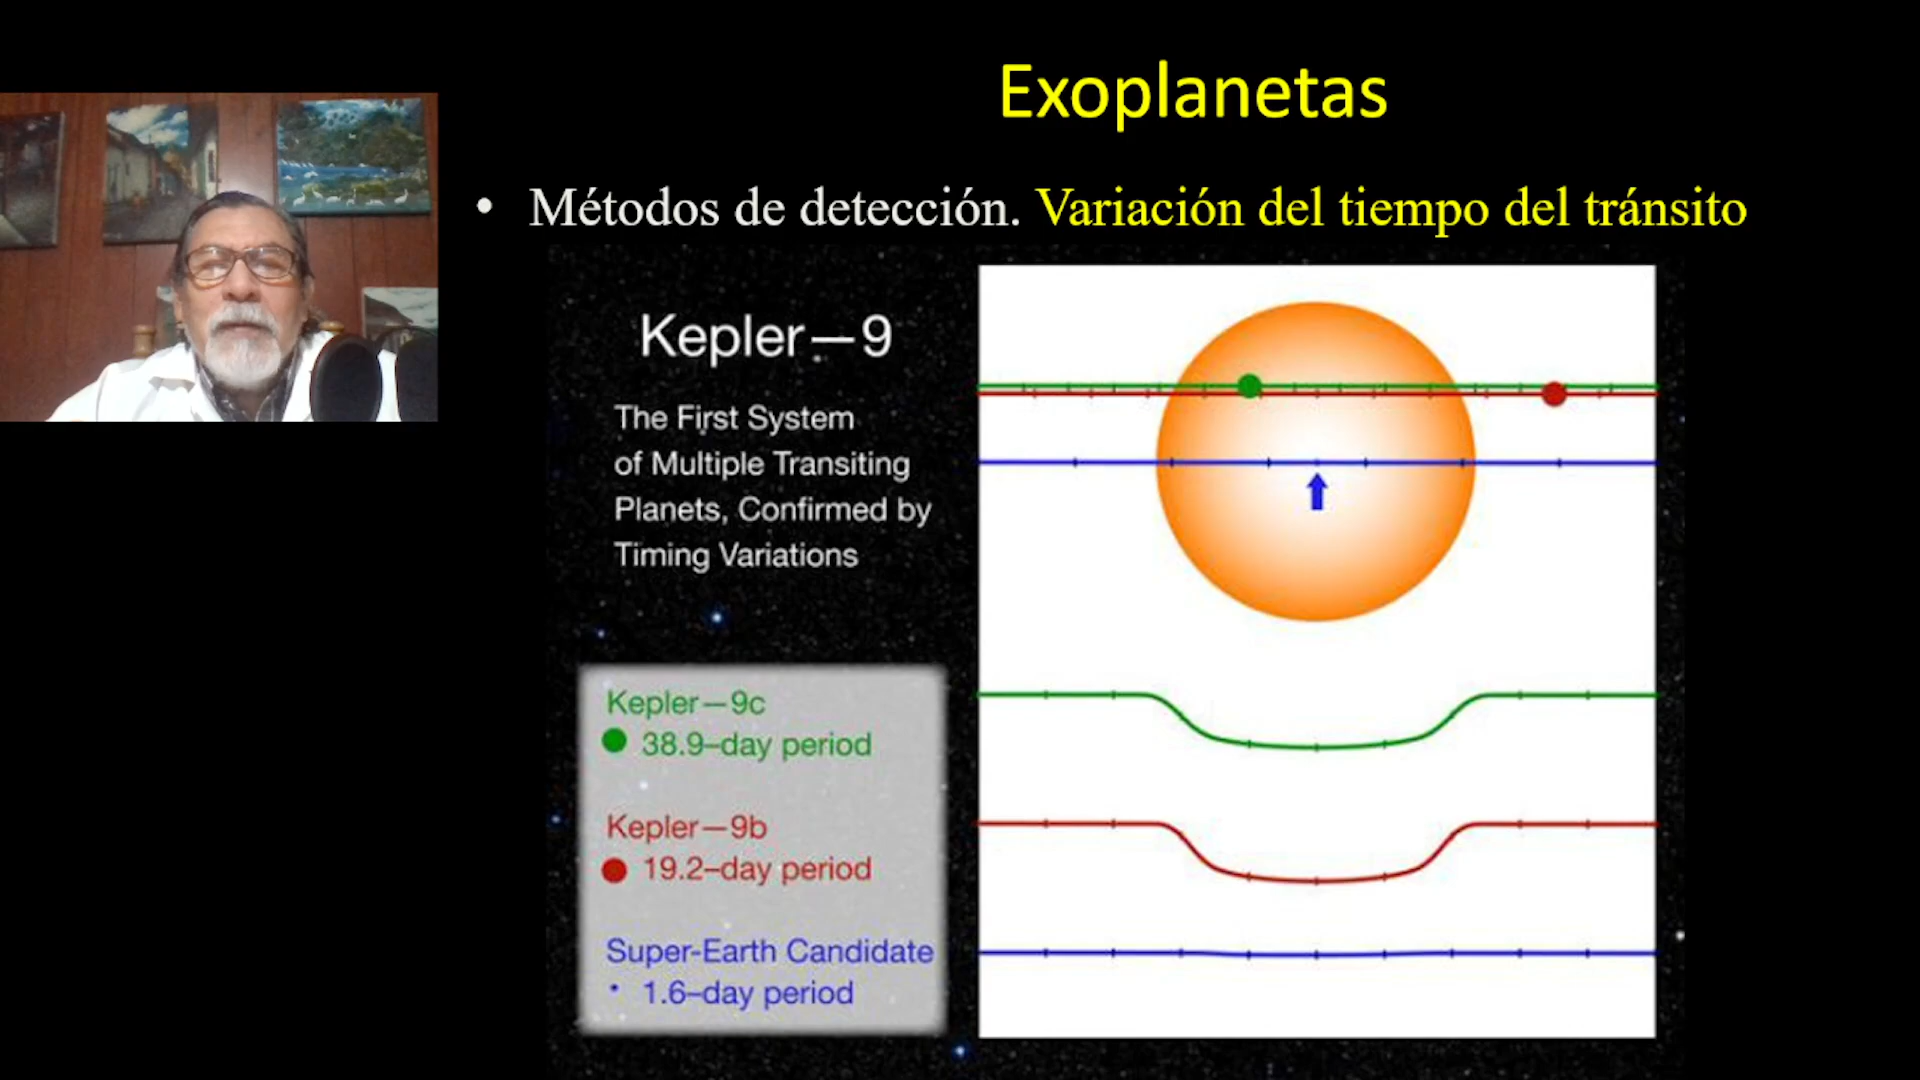 Exoplanetas
• Métodos de detección. Variación del tiempo del tránsito
Kepler—9
The First System
of Multiple Transiting
Planets, Confirmed by
Timing Variations
Kepler—9c
38.9–day period
Kepler—9b
19.2–day period
Super-Earth Candidate
1.6–day period